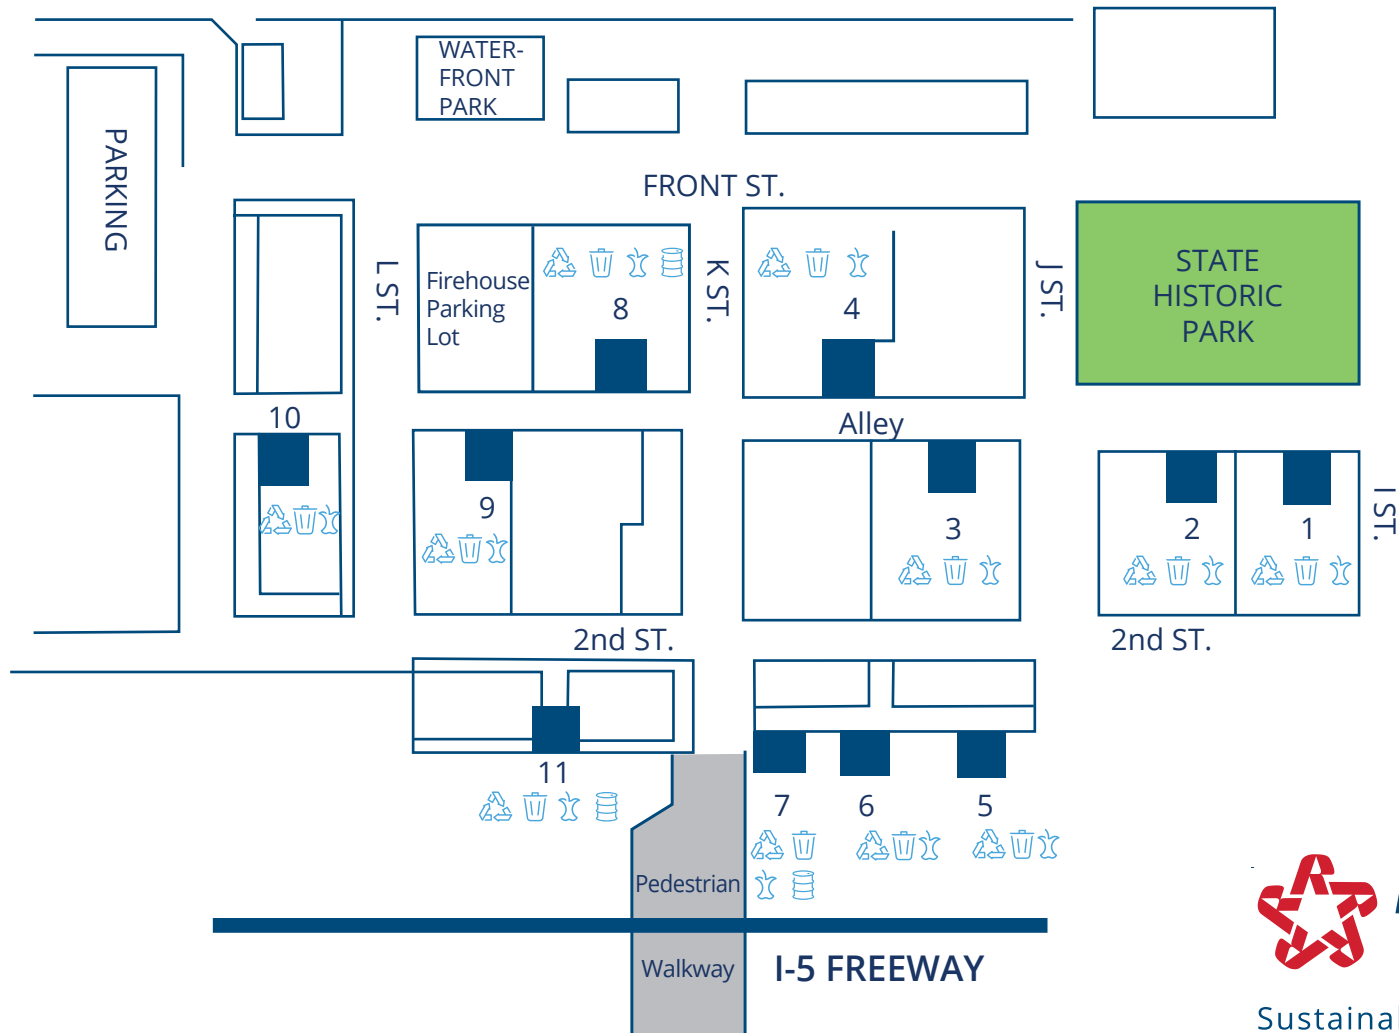 WATER-
FRONT
PARK
PARKING
FRONT ST.
L ST.
Firehouse
Parking
Lot
8
K ST.
4
J ST.
STATE
HISTORIC
PARK
10
Alley
9
3
2
1
I ST.
2nd ST.
2nd ST.
11
7
6
5
Pedestrian
Walkway
I-5 FREEWAY